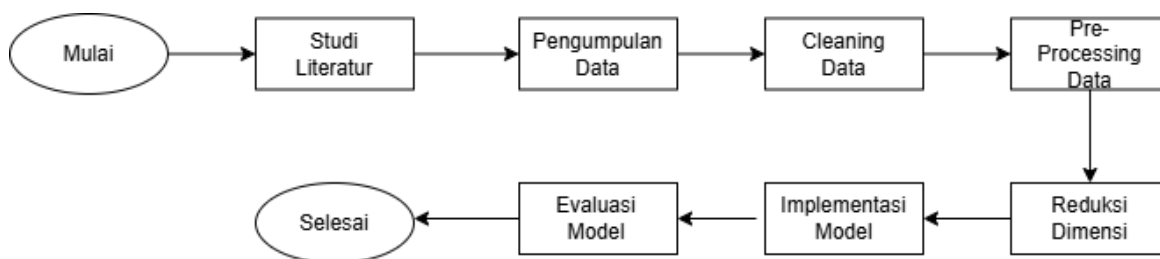 Mulai
Studi
Literatur
Pengumpulan
Data
Cleaning
Data
Pre-
Processing
Data
Reduksi
Dimensi
Implementasi
Model
Evaluasi
Model
Selesai